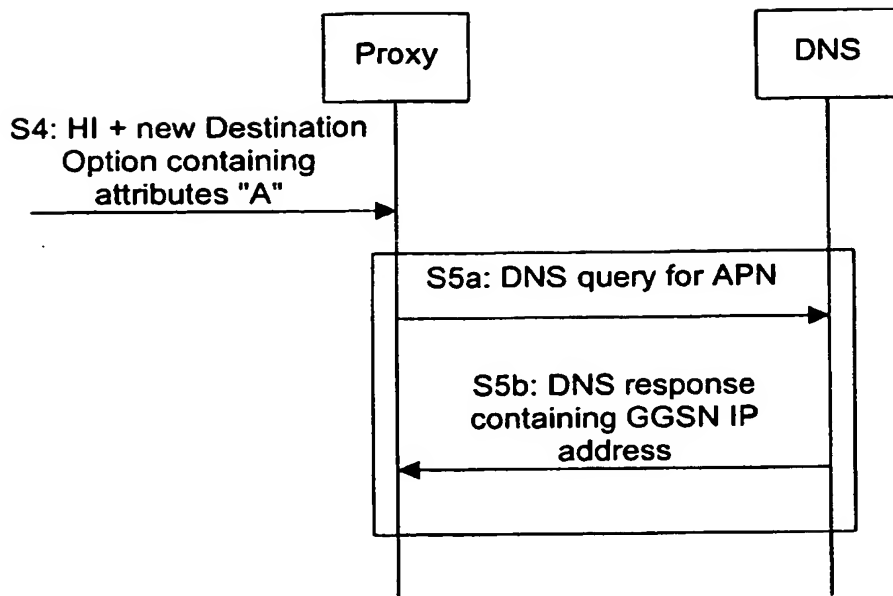 Proxy
DNS
S4: HI + new Destination
Option containing
attributes "A"
S5a: DNS query for APN
S5b: DNS response
containing GGSN IP
address